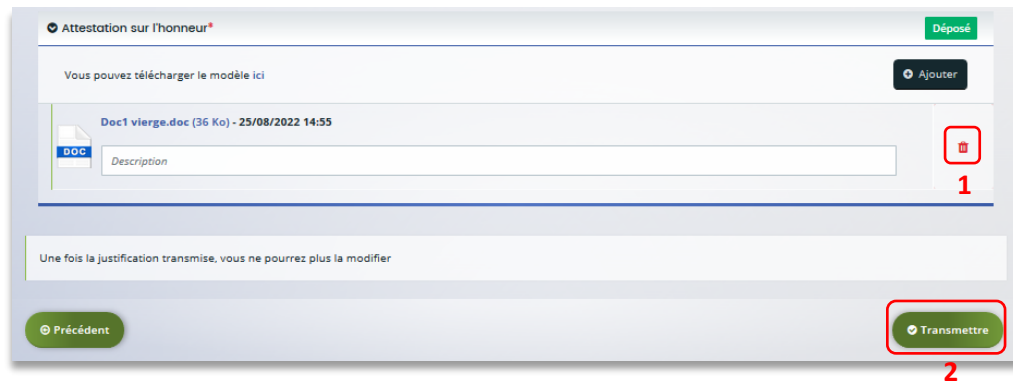 Attestation sur l'honneur*
Déposé
Vous pouvez télécharger le modèle ici
Ajouter
Doc1 vierge.doc (36 Ko) - 25/08/2022 14:55
DOC
Description
1
Une fois la justification transmise, vous ne pourrez plus la modifier
Précédent
Transmettre
2